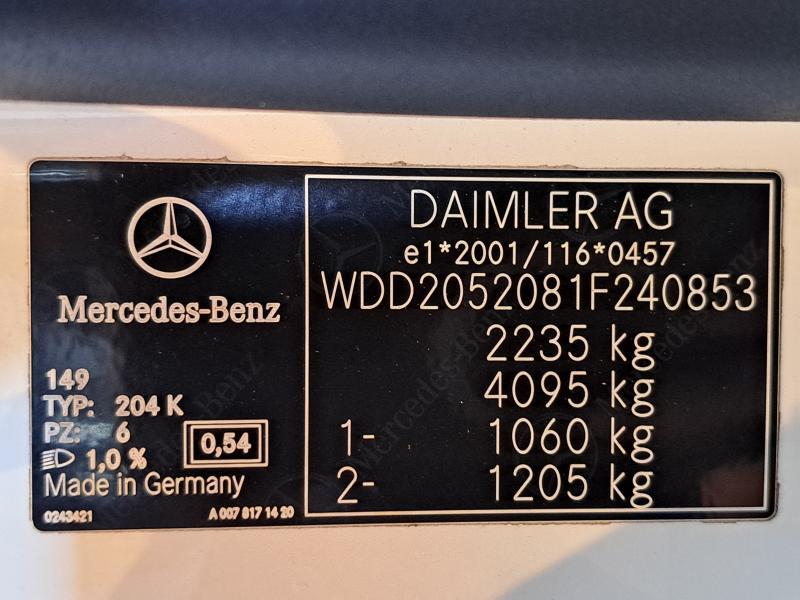 Mercedes-Benz
149
TYP: 204 K
PZ: 6
1,0 %
0,54
Made in Germany
0243421
A 007 817 14 20
DAIMLER AG
e1*2001/116*0457
WDD2052081F240853
2235 kg
4095 kg
1- 1060 kg
2- 1205 kg